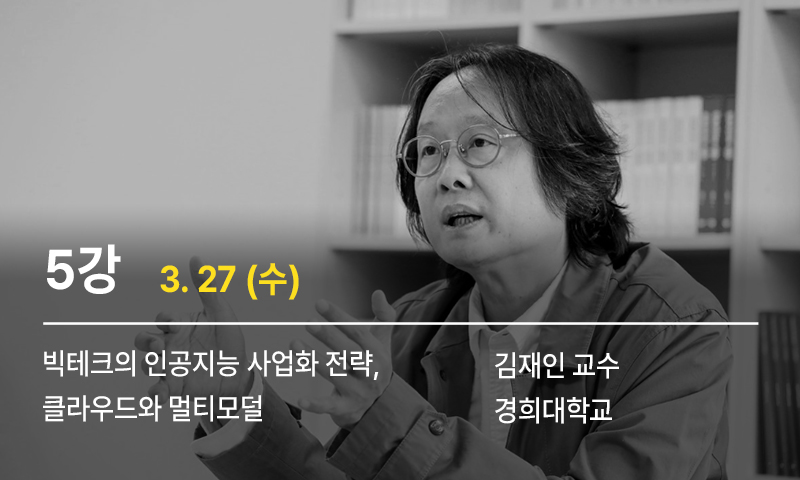 5강 3. 27 (수)
빅테크의 인공지능 사업화 전략,
클라우드와 멀티모덜
김재인 교수
경희대학교